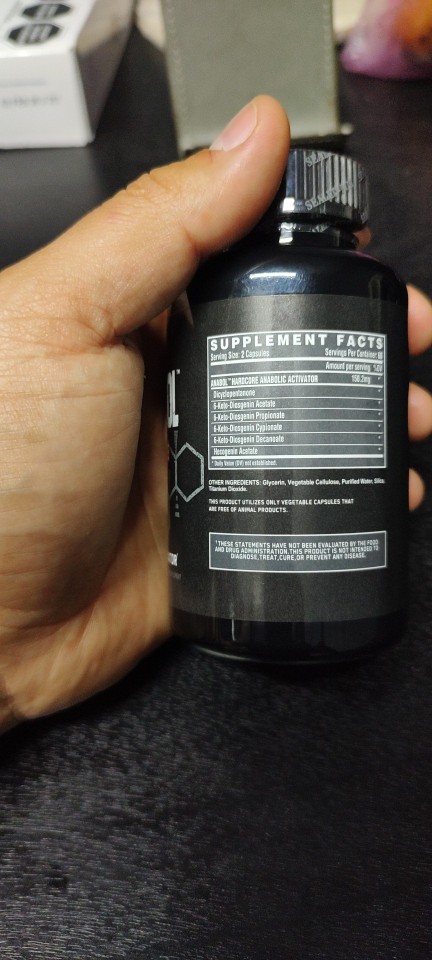 SEAL
SEALED
SUPPLEMENT FACTS
Serving Size: 2 Capsules Servings Per Container:
Amount per serving %DV
ANABOL™ HARDCORE ANABOLIC ACTIVATOR 150.2mg *
Dicyclopentanone *
5-Keto-Diosgenin Acetate *
6-Keto-Diosgenin Propionate *
6-Keto-Diosgenin Cypionate *
6-Keto-Diosgenin Decanoate *
Hecogenin Acetate *
* Daily Value (DV) not established.
OTHER INGREDIENTS: Glycerin, Vegetable Cellulose, Purified Water, Silica,
Titanium Dioxide.
THIS PRODUCT UTILIZES ONLY VEGETABLE CAPSULES THAT
ARE FREE OF ANIMAL PRODUCTS.
*THESE STATEMENTS HAVE NOT BEEN EVALUATED BY THE FOOD
AND DRUG ADMINISTRATION. THIS PRODUCT IS NOT INTENDED TO
DIAGNOSE,TREAT,CURE,OR PREVENT ANY DISEASE.